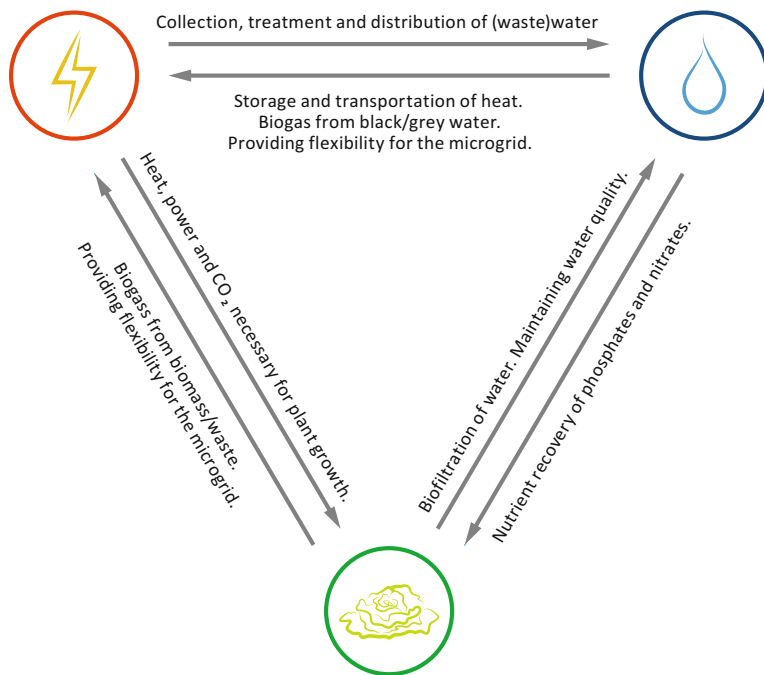 Collection, treatment and distribution of (waste)water
Storage and transportation of heat.
Biogas from black/grey water.
Providing flexibility for the microgrid.
Heat, power and CO₂ necessary for plant growth.
Biogass from biomass/waste.
Providing flexibility for the microgrid.
Biofiltration of water. Maintaining water quality.
Nutrient recovery of phosphates and nitrates.